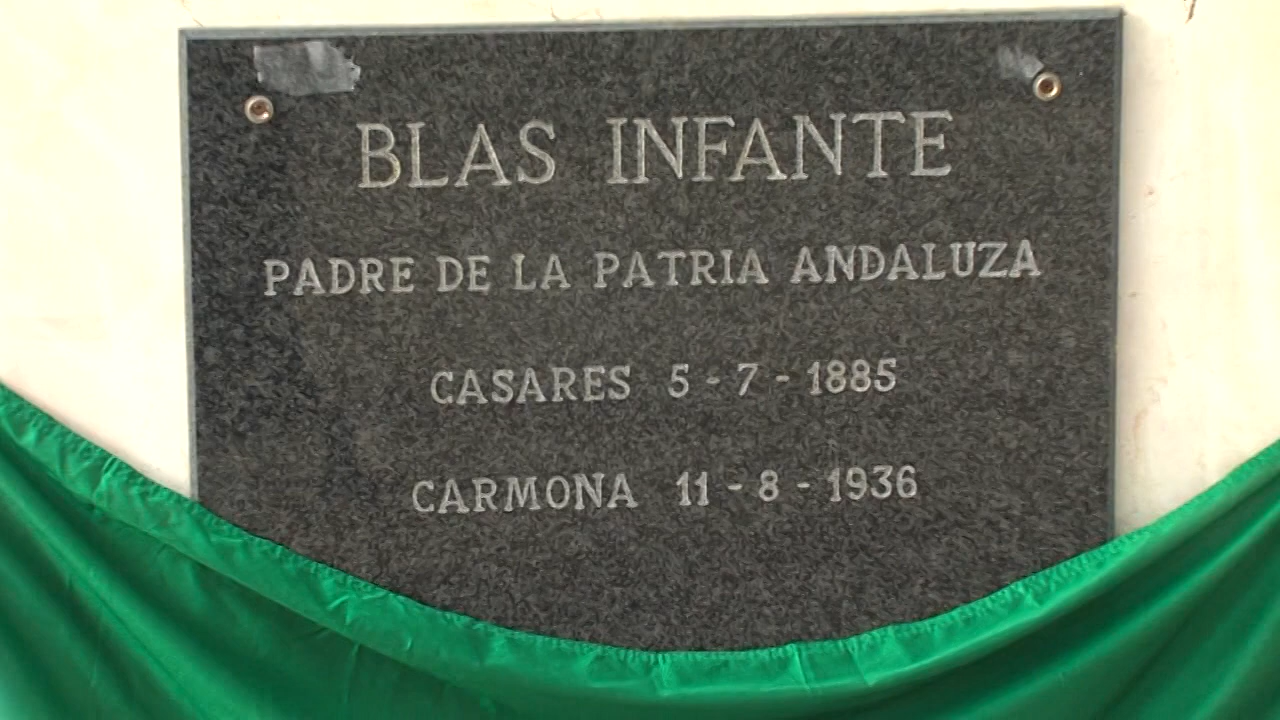 BLAS INFANTE
PADRE DE LA PATRIA ANDALUZA
CASARES 5 - 7 - 1885
CARMONA 11 - 8 - 1936